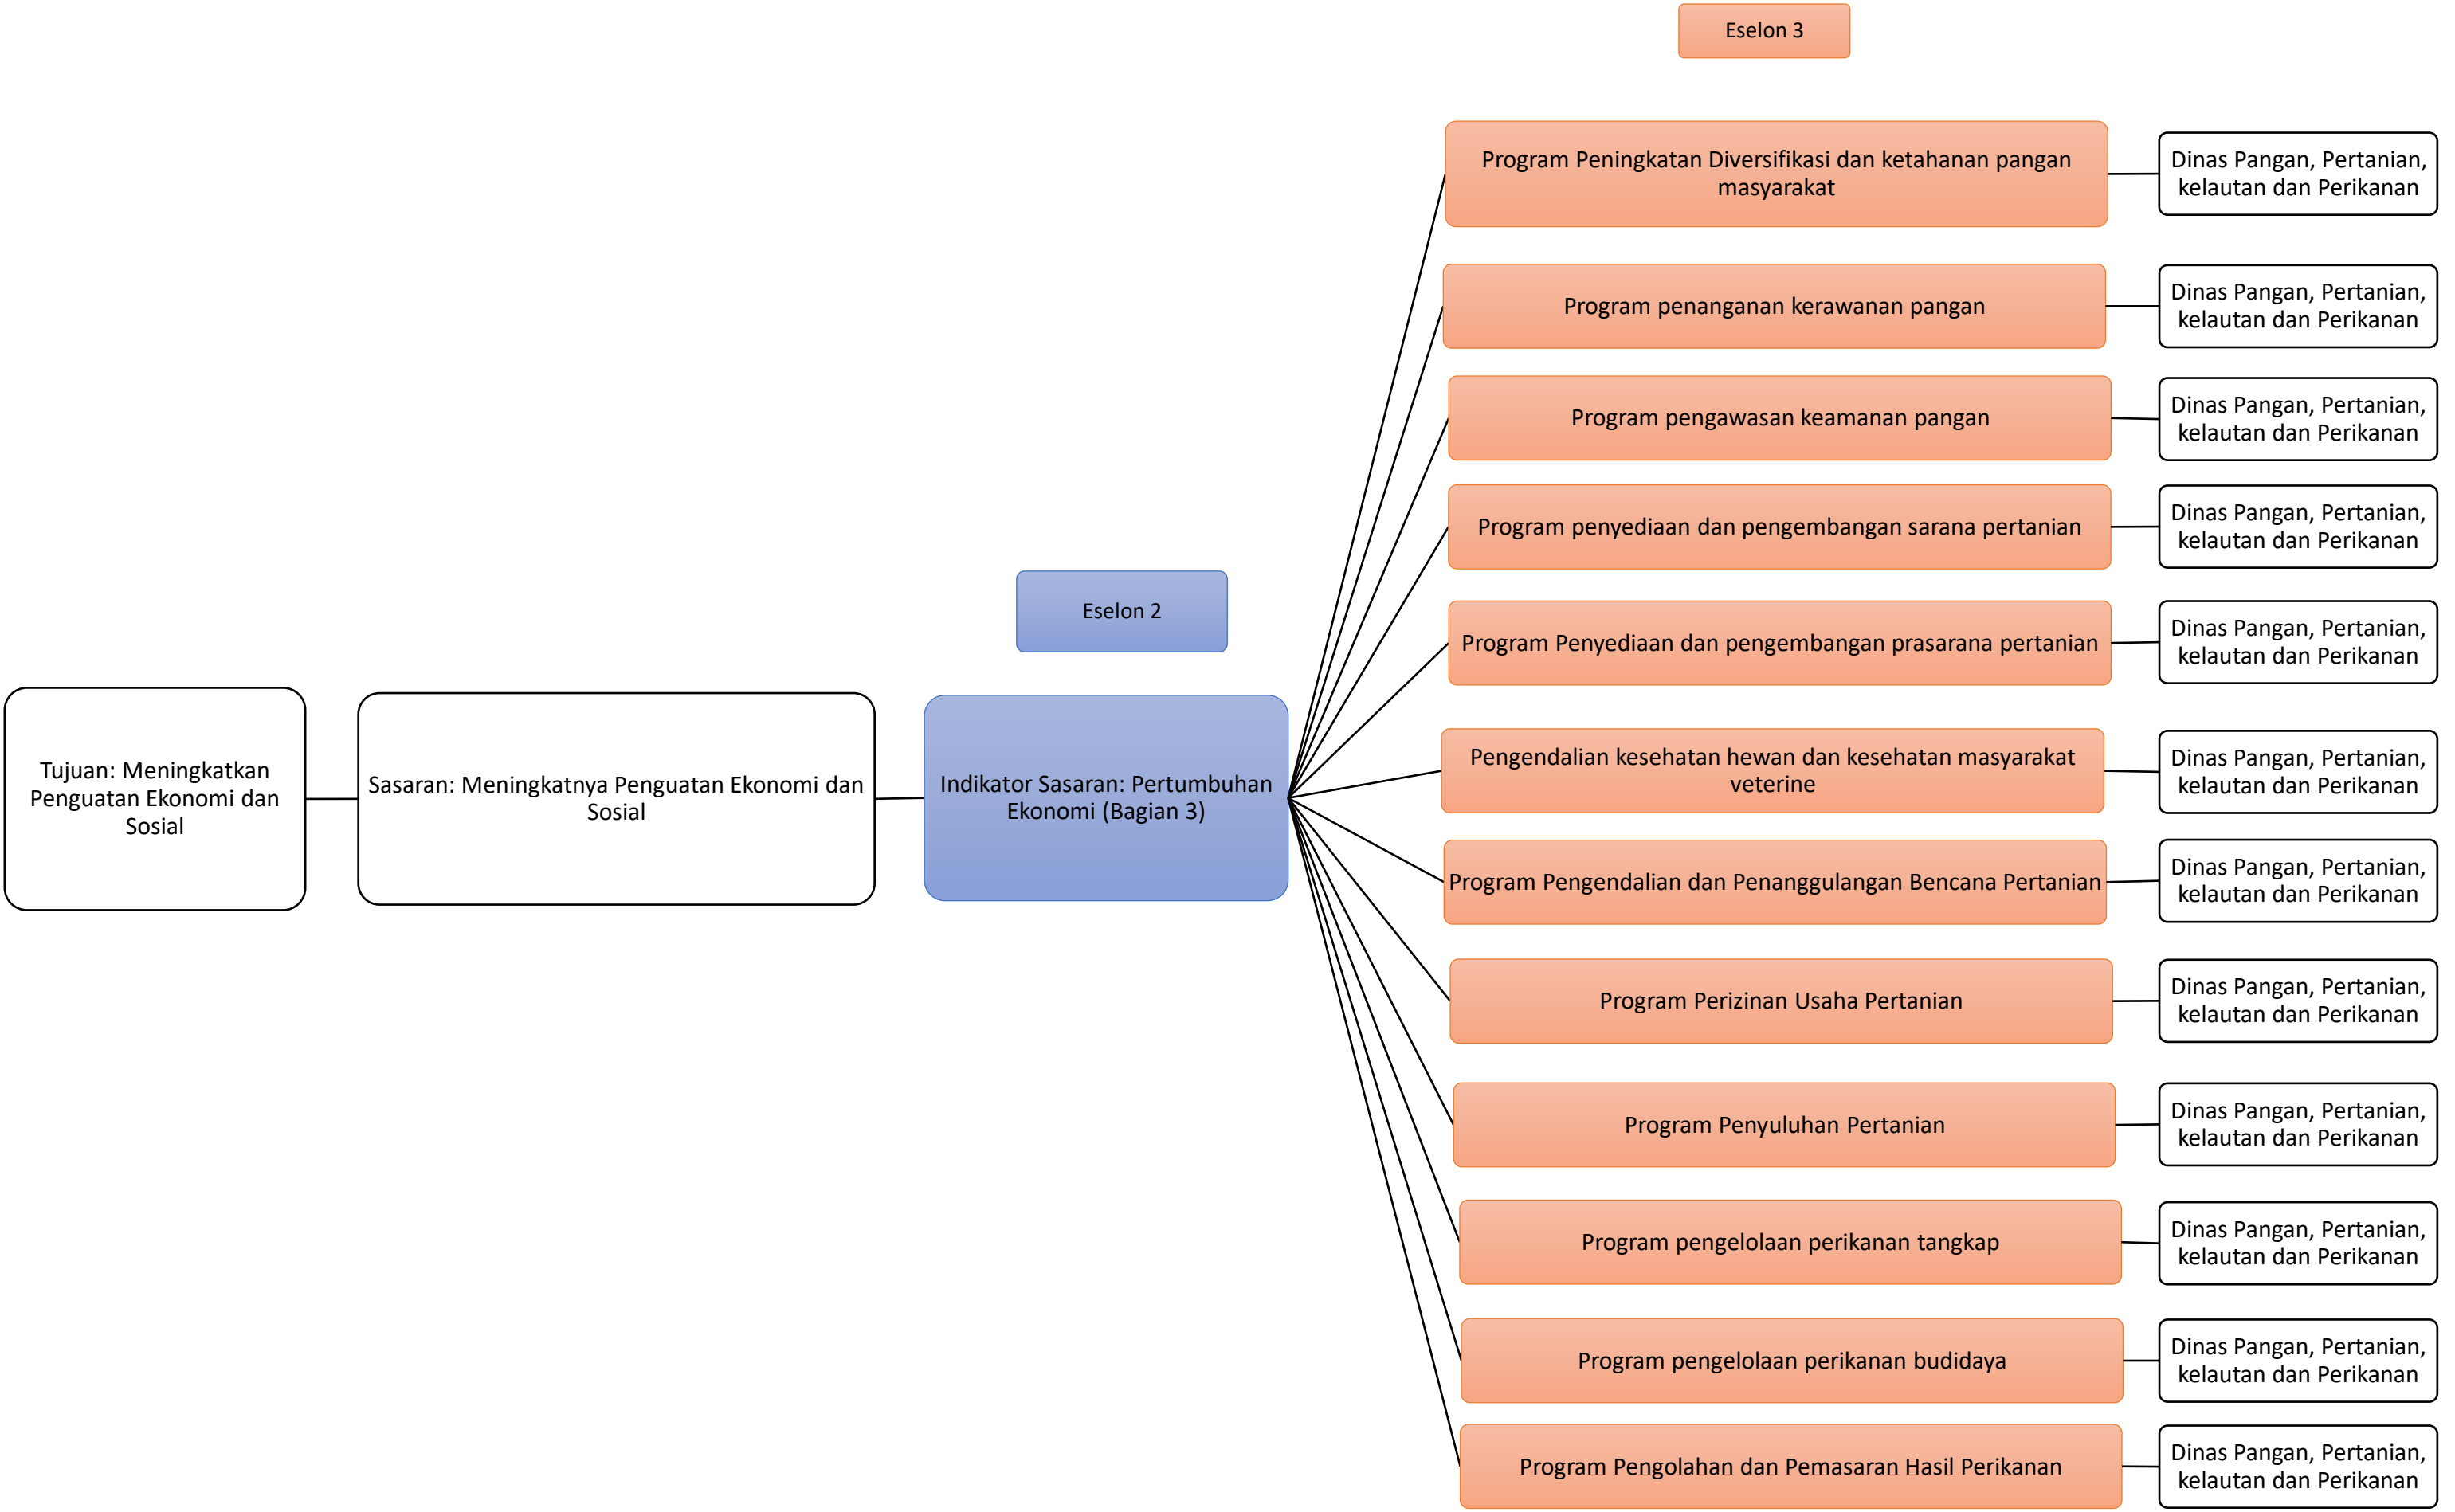 Eselon 3
Program Peningkatan Diversifikasi dan ketahanan pangan
masyarakat
Dinas Pangan, Pertanian,
kelautan dan Perikanan
Program penanganan kerawanan pangan
Dinas Pangan, Pertanian,
kelautan dan Perikanan
Program pengawasan keamanan pangan
Dinas Pangan, Pertanian,
kelautan dan Perikanan
Program penyediaan dan pengembangan sarana pertanian
Dinas Pangan, Pertanian,
kelautan dan Perikanan
Eselon 2
Program Penyediaan dan pengembangan prasarana pertanian
Dinas Pangan, Pertanian,
kelautan dan Perikanan
Tujuan: Meningkatkan
Penguatan Ekonomi dan
Sosial
Sasaran: Meningkatnya Penguatan Ekonomi dan
Sosial
Indikator Sasaran: Pertumbuhan
Ekonomi (Bagian 3)
Pengendalian kesehatan hewan dan kesehatan masyarakat
veterine
Dinas Pangan, Pertanian,
kelautan dan Perikanan
Program Pengendalian dan Penanggulangan Bencana Pertanian
Dinas Pangan, Pertanian,
kelautan dan Perikanan
Program Perizinan Usaha Pertanian
Dinas Pangan, Pertanian,
kelautan dan Perikanan
Program Penyuluhan Pertanian
Dinas Pangan, Pertanian,
kelautan dan Perikanan
Program pengelolaan perikanan tangkap
Dinas Pangan, Pertanian,
kelautan dan Perikanan
Program pengelolaan perikanan budidaya
Dinas Pangan, Pertanian,
kelautan dan Perikanan
Program Pengolahan dan Pemasaran Hasil Perikanan
Dinas Pangan, Pertanian,
kelautan dan Perikanan